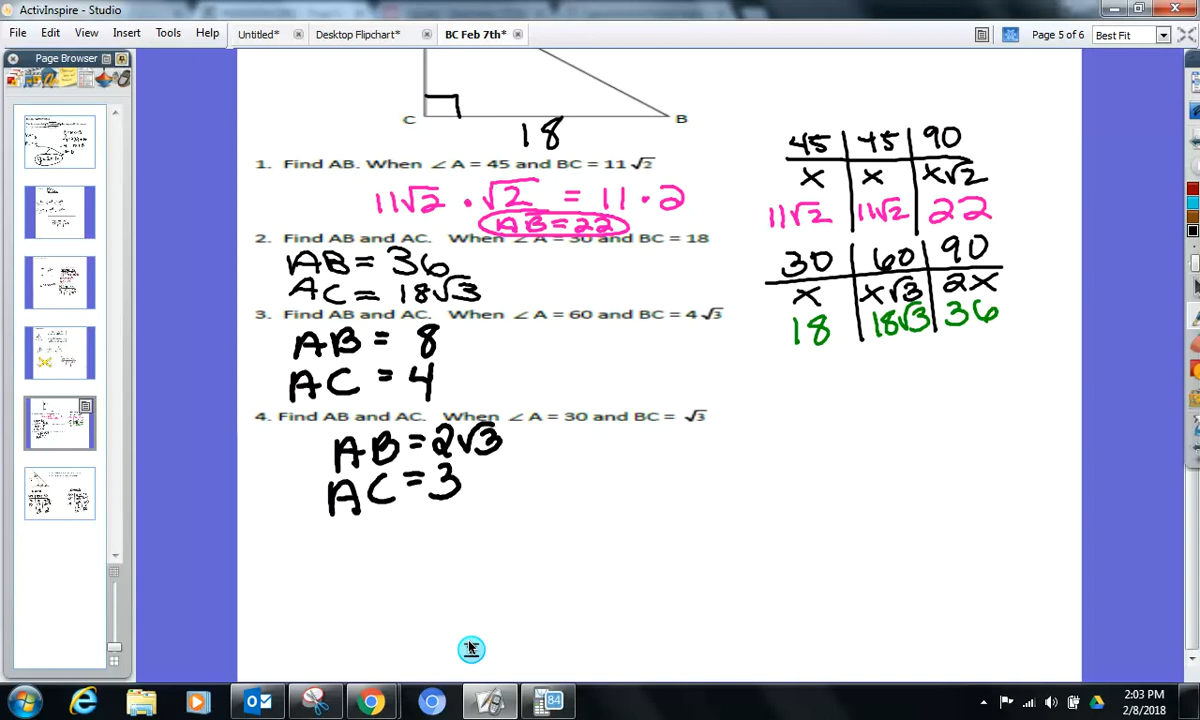 ActivInspire - Studio
File Edit View Insert Tools Help Untitled* Desktop Flipchart* BC Feb 7th* Page 5 of 6 Best Fit
Page Browser
C B
18
1. Find AB. When ∠ A = 45 and BC = 11 √2
11√2 · √2 = 11 · 2
AB = 22
2. Find AB and AC. When ∠ A = 30 and BC = 18
AB = 36
AC = 18√3
3. Find AB and AC. When ∠ A = 60 and BC = 4 √3
AB = 8
AC = 4
4. Find AB and AC. When ∠ A = 30 and BC = √3
AB = 2√3
AC = 3
45 45 90
x x x√2
11√2 11√2 22
30 60 90
x x√3 2x
18 18√3 36
84
2:03 PM
2/8/2018